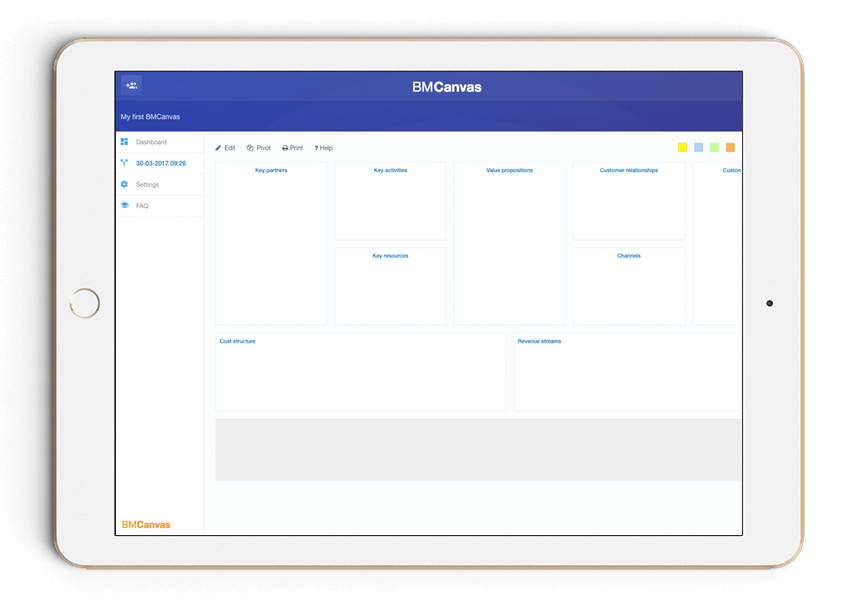 BMCanvas
My first BMCanvas
Dashboard
30-03-2017 09:26
Settings
FAQ
Edit Pivot Print ? Help
Key partners
Key activities
Value propositions
Customer relationships
Custon
Key resources
Channels
Cost structure
Revenue streams
BMCanvas